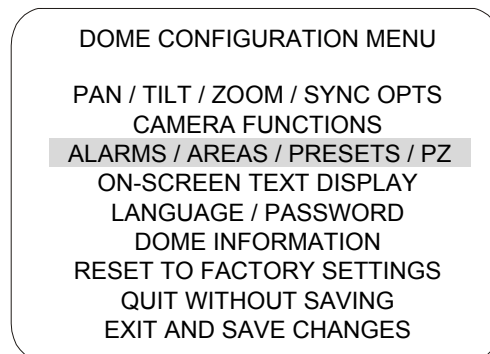 DOME CONFIGURATION MENU
PAN / TILT / ZOOM / SYNC OPTS
CAMERA FUNCTIONS
ALARMS / AREAS / PRESETS / PZ
ON-SCREEN TEXT DISPLAY
LANGUAGE / PASSWORD
DOME INFORMATION
RESET TO FACTORY SETTINGS
QUIT WITHOUT SAVING
EXIT AND SAVE CHANGES